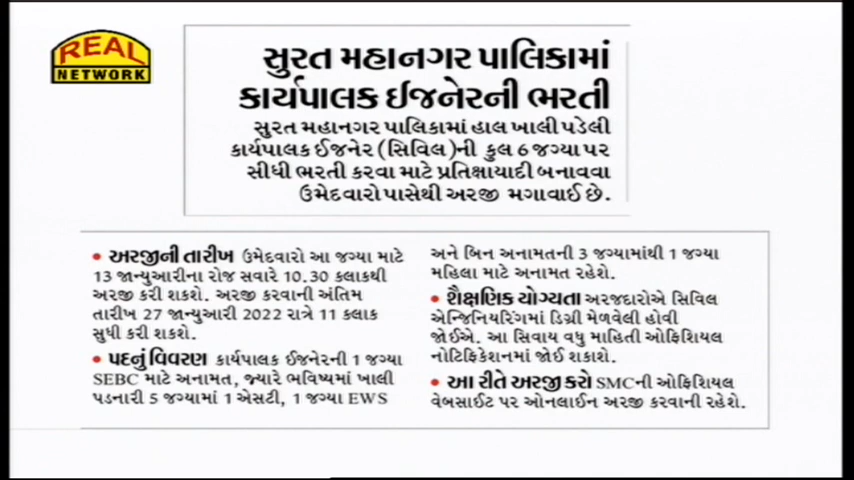 REAL
NETWORK
સુરત મહાનગર પાલિકામાં
કાર્યપાલક ઈજનેરની ભરતી
સુરત મહાનગર પાલિકામાં હાલ ખાલી પડેલી
કાર્યપાલક ઈજનેર (સિવિલ)ની કુલ 6 જગ્યા પર
સીધી ભરતી કરવા માટે પ્રતિક્ષાયાદી બનાવવા
ઉમેદવારો પાસેથી અરજી મગાવાઈ છે.
• અરજીની તારીખ ઉમેદવારો આ જગ્યા માટે
13 જાન્યુઆરીના રોજ સવારે 10.30 કલાકથી
અરજી કરી શકશે. અરજી કરવાની અંતિમ
તારીખ 27 જાન્યુઆરી 2022 રાત્રે 11 કલાક
સુધી કરી શકશે.
• પદનું વિવરણ કાર્યપાલક ઈજનેરની 1 જગ્યા
SEBC માટે અનામત, જ્યારે ભવિષ્યમાં ખાલી
પડનારી 5 જગ્યામાં 1 એસટી, 1 જગ્યા EWS
અને બિન અનામતની 3 જગ્યામાંથી 1 જગ્યા
મહિલા માટે અનામત રહેશે.
• શૈક્ષણિક યોગ્યતા અરજદારોએ સિવિલ
એન્જિનિયરિંગમાં ડિગ્રી મેળવેલી હોવી
જોઈએ. આ સિવાય વધુ માહિતી ઓફિશિયલ
નોટિફિકેશનમાં જોઈ શકાશે.
• આ રીતે અરજી કરો SMCની ઓફિશિયલ
વેબસાઈટ પર ઓનલાઈન અરજી કરવાની રહેશે.